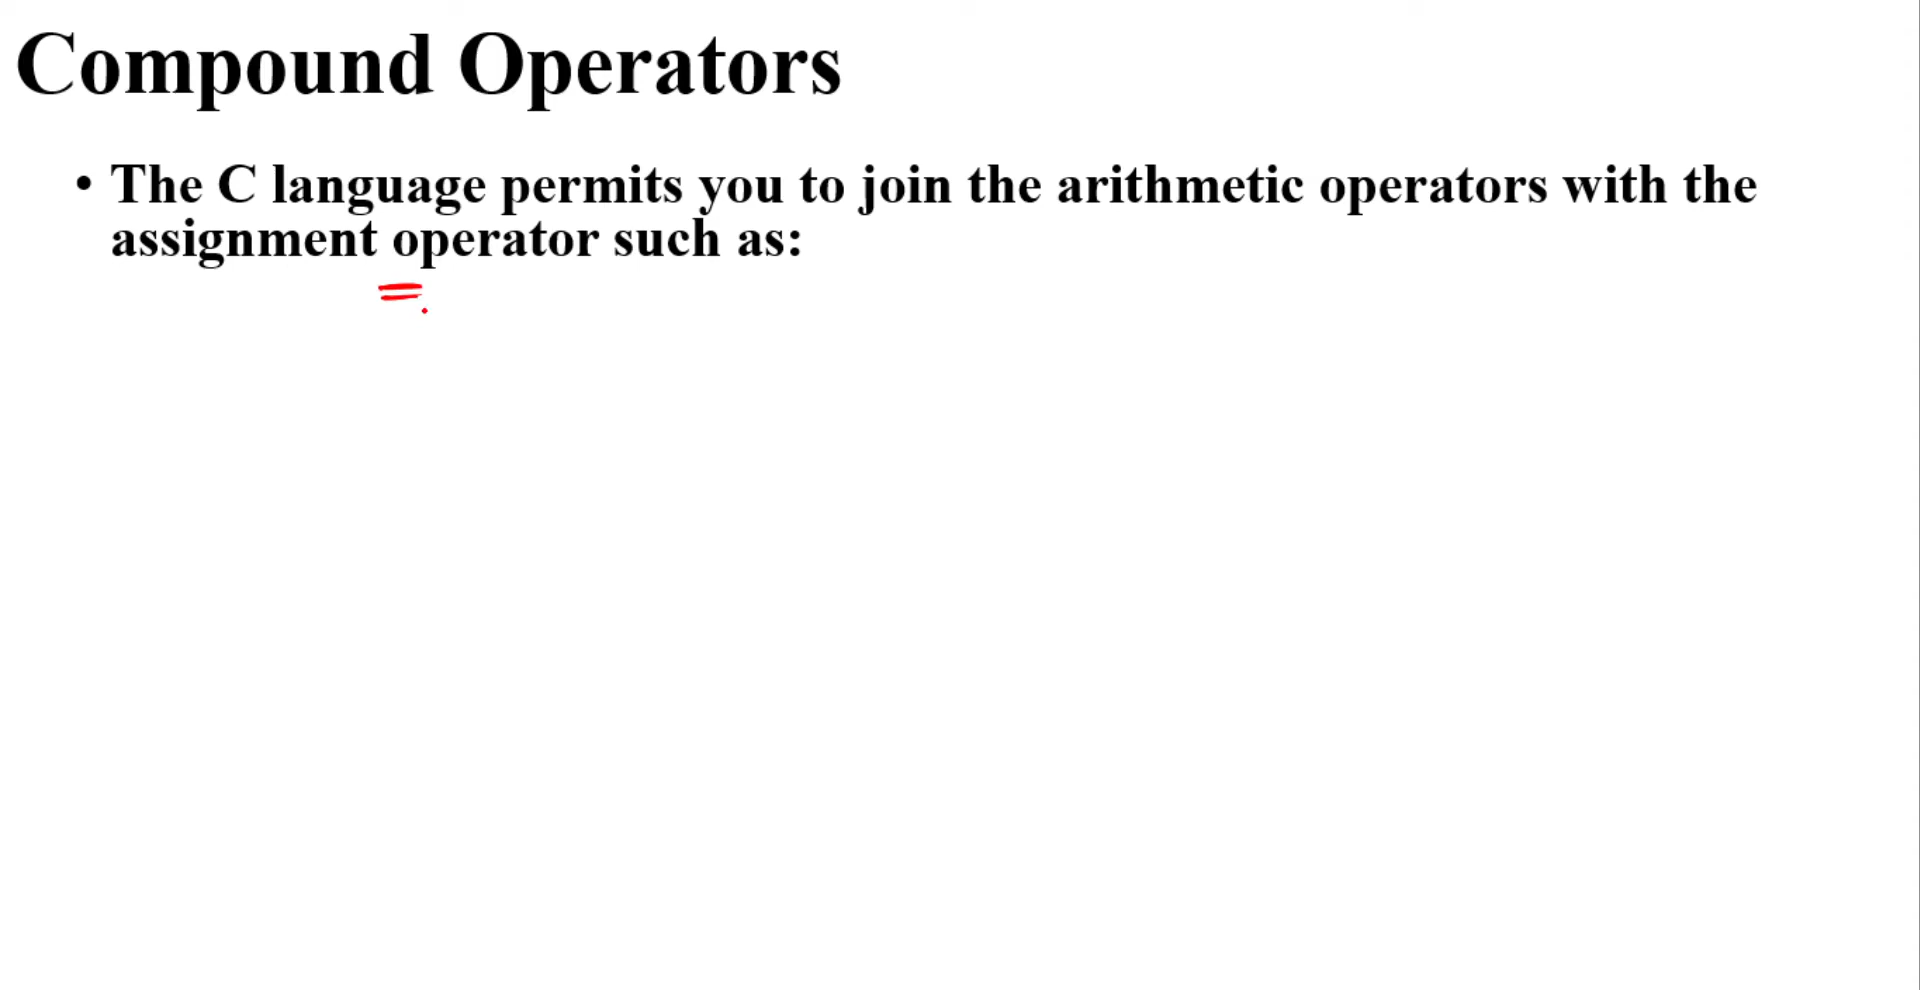 Compound Operators
• The C language permits you to join the arithmetic operators with the
assignment operator such as:
=.